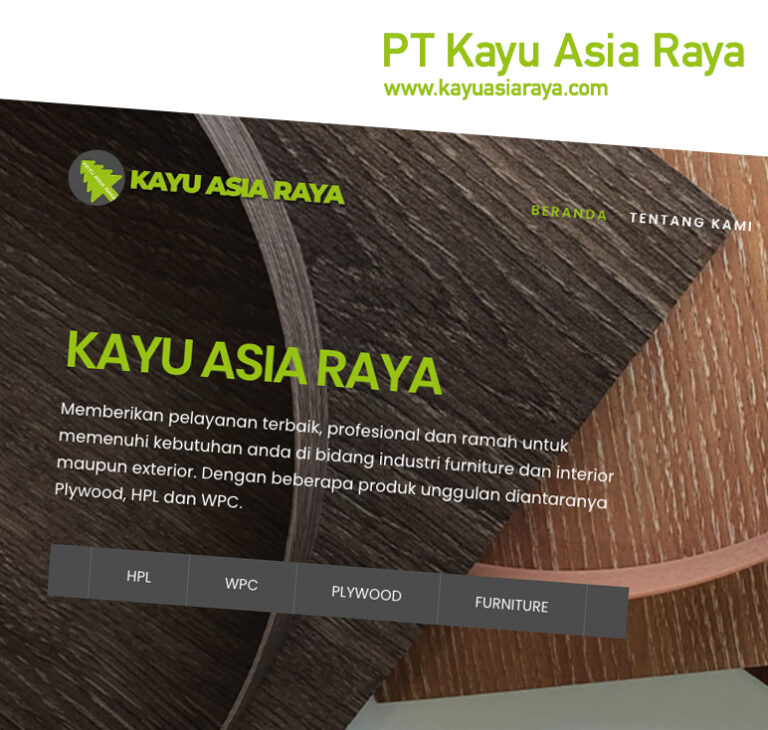 PT Kayu Asia Raya
www.kayuasiaraya.com
KAYU ASIA RAYA
BERANDA TENTANG KAMI
KAYU ASIA RAYA
Memberikan pelayanan terbaik, profesional dan ramah untuk
memenuhi kebutuhan anda di bidang industri furniture dan interior
maupun exterior. Dengan beberapa produk unggulan diantaranya
Plywood, HPL dan WPC.
HPL WPC PLYWOOD FURNITURE